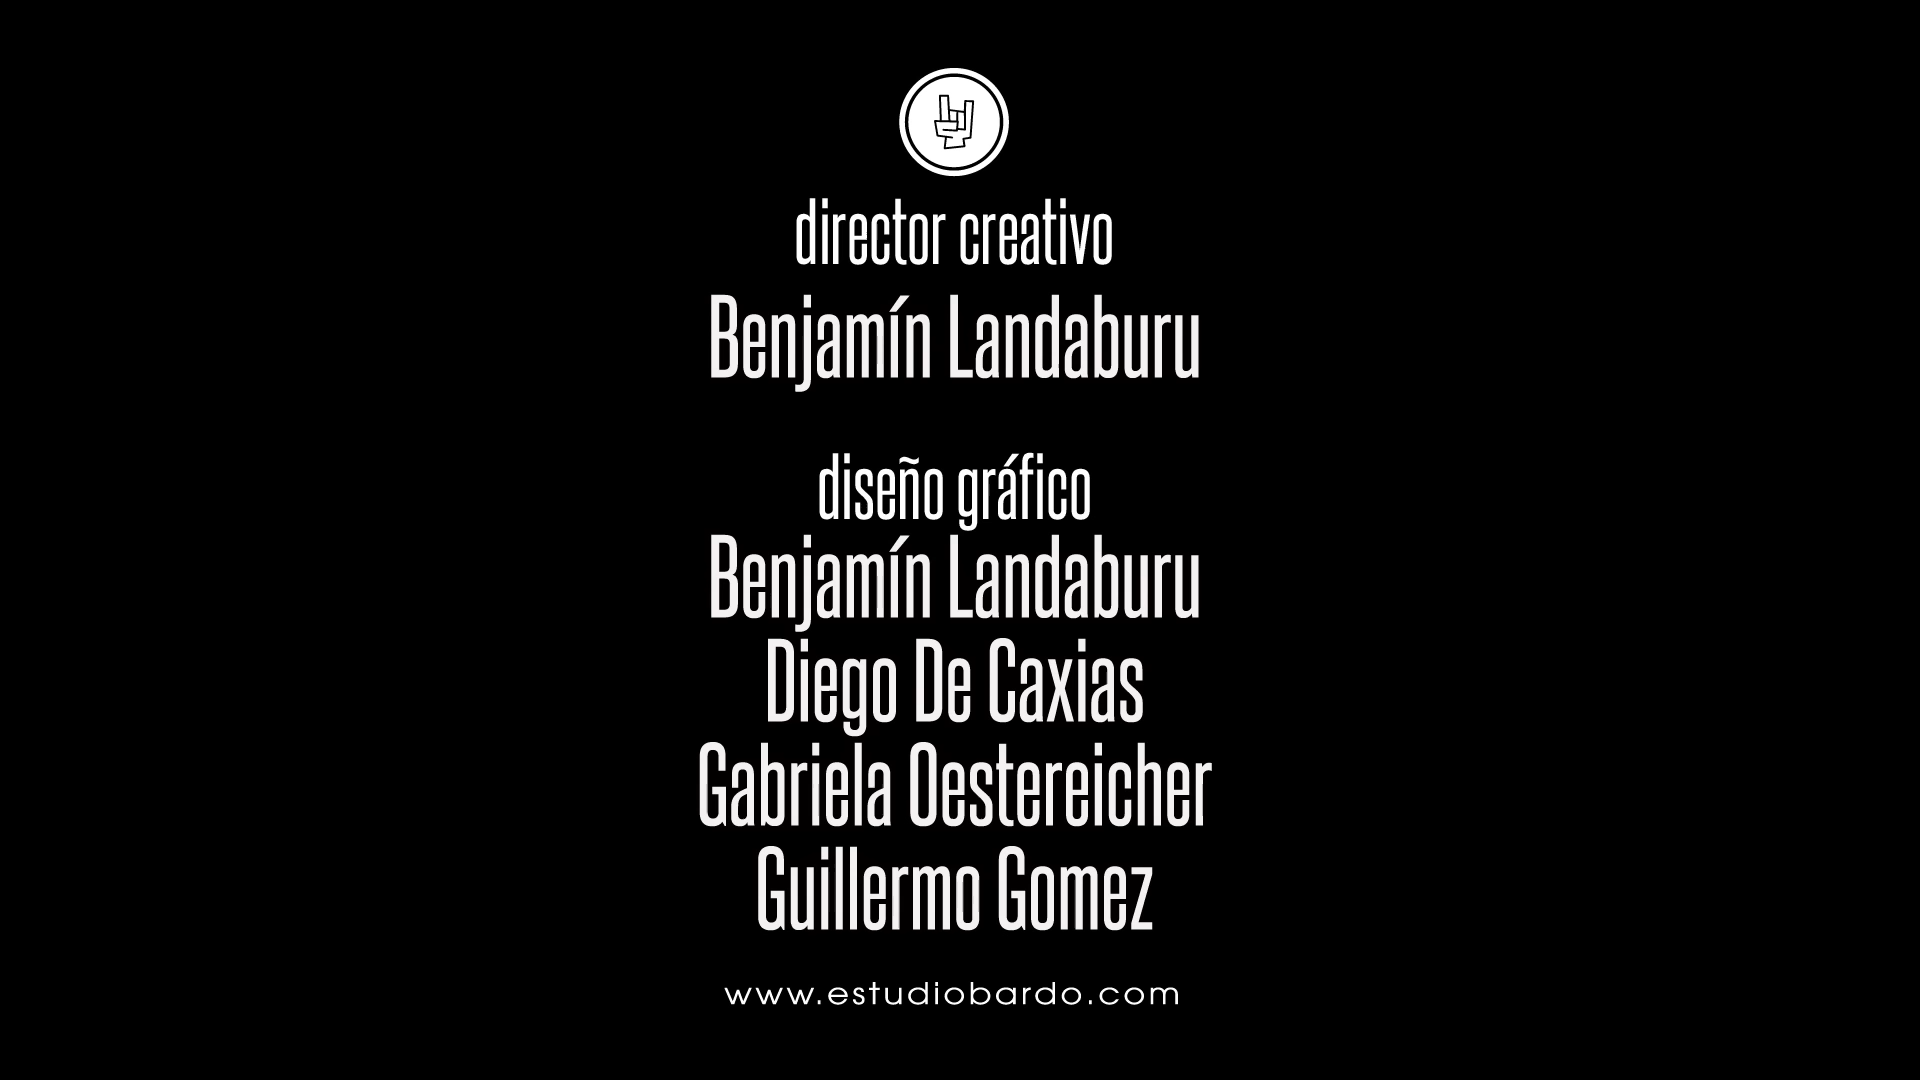 director creativo
Benjamín Landaburu
diseño gráfico
Benjamín Landaburu
Diego De Caxias
Gabriela Oestereicher
Guillermo Gomez
www.estudiobardo.com